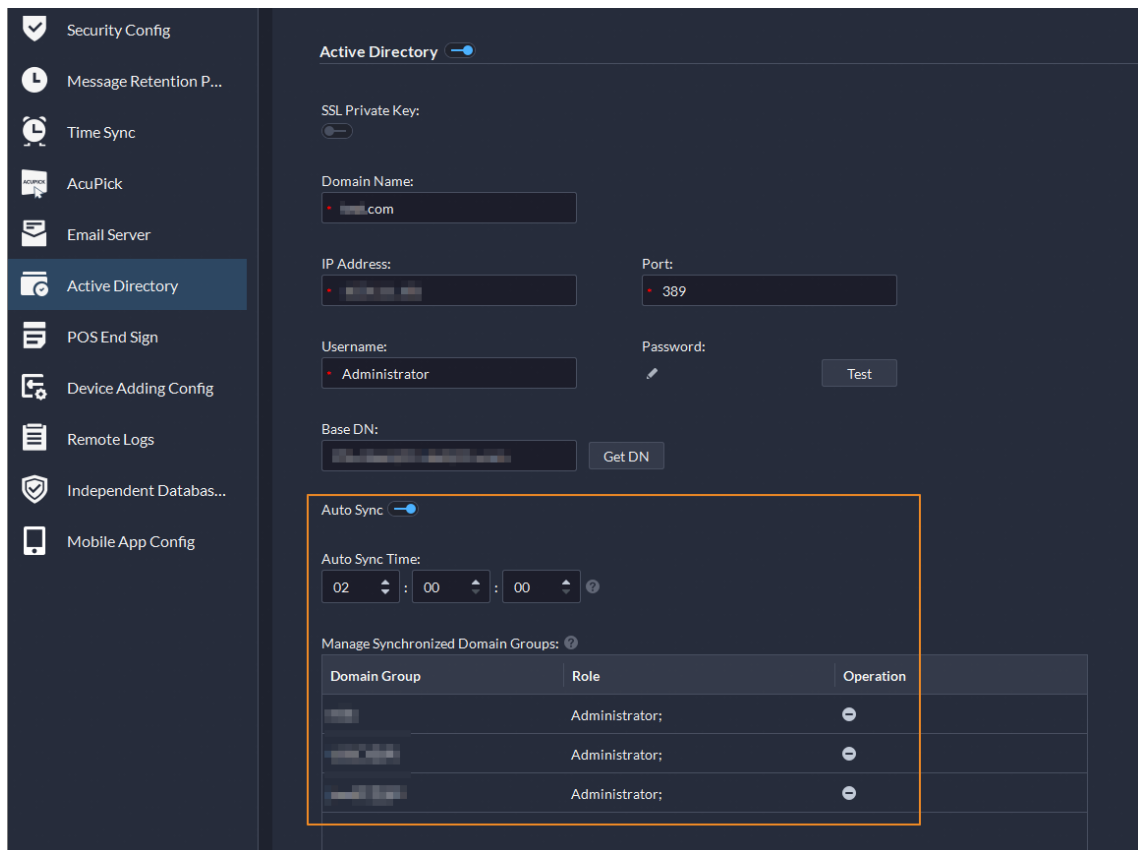 Security Config
Message Retention P...
Time Sync
ACUPICK
AcuPick
Email Server
Active Directory
POS End Sign
Device Adding Config
Remote Logs
Independent Databas...
Mobile App Config
Active Directory
SSL Private Key:
Domain Name:
* .com
IP Address: Port:
* * 389
Username: Password:
* Administrator Test
Base DN:
Get DN
Auto Sync
Auto Sync Time:
02 : 00 : 00 ?
Manage Synchronized Domain Groups: ?
Domain Group Role Operation
Administrator;
Administrator;
Administrator;